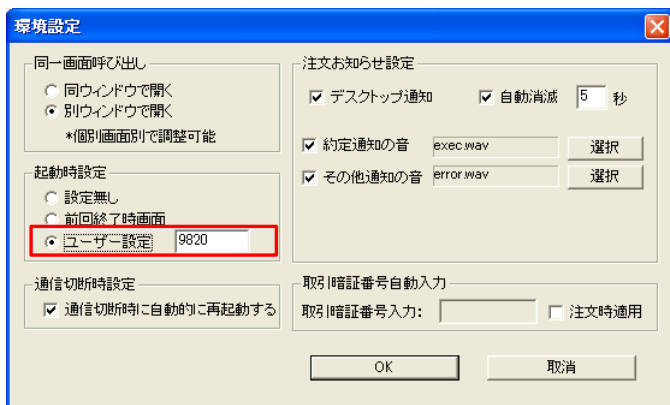 環境設定
同一画面呼び出し
同ウィンドウで開く
別ウィンドウで開く
*個別画面別で調整可能
起動時設定
設定無し
前回終了時画面
ユーザー設定 9820
通信切断時設定
通信切断時に自動的に再起動する
注文お知らせ設定
デスクトップ通知 自動消滅 5 秒
約定通知の音 exec.wav 選択
その他通知の音 error.wav 選択
取引暗証番号自動入力
取引暗証番号入力: 注文時適用
OK 取消